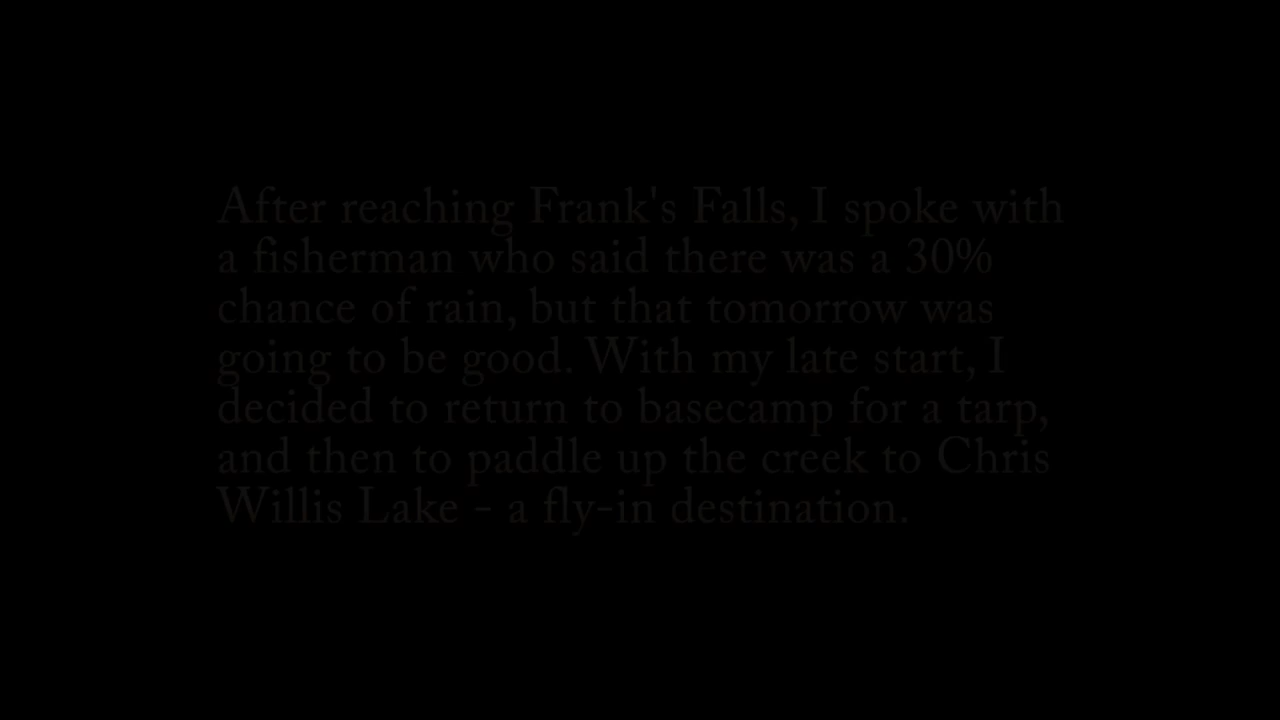 After reaching Frank's Falls, I spoke with
a fisherman who said there was a 30%
chance of rain, but that tomorrow was
going to be good. With my late start, I
decided to return to basecamp for a tarp,
and then to paddle up the creek to Chris
Willis Lake - a fly-in destination.